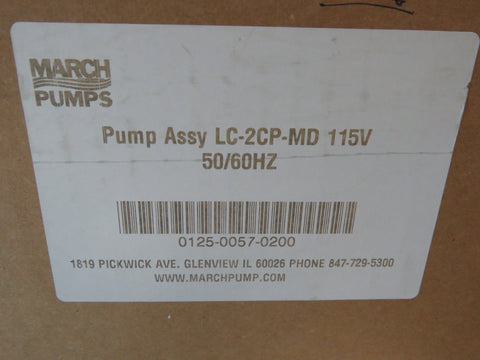 MARCH
PUMPS
Pump Assy LC-2CP-MD 115V
50/60HZ
0125-0057-0200
1819 PICKWICK AVE. GLENVIEW IL 60026 PHONE 847-729-5300
WWW.MARCHPUMP.COM